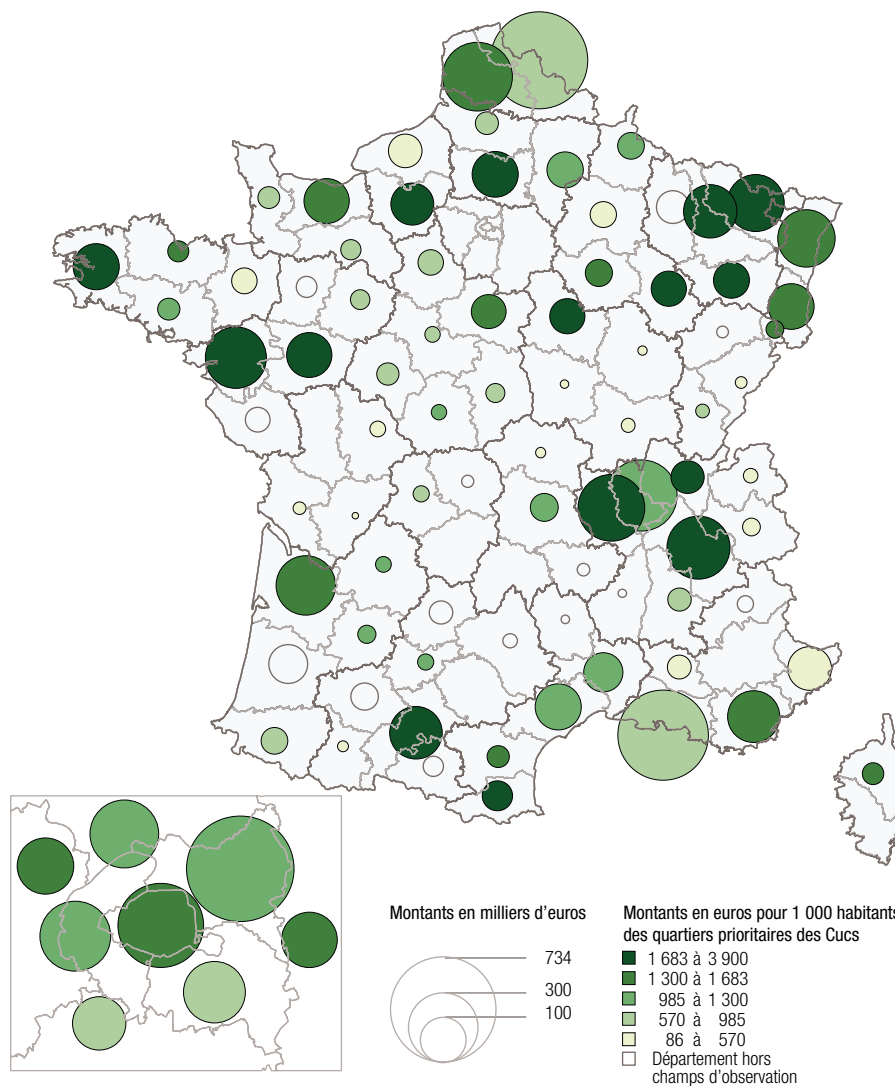 Montants en milliers d’euros
734
300
100
Montants en euros pour 1 000 habitants
des quartiers prioritaires des Cucs
1 683 à 3 900
1 300 à 1 683
985 à 1 300
570 à 985
86 à 570
Département hors
champs d’observation